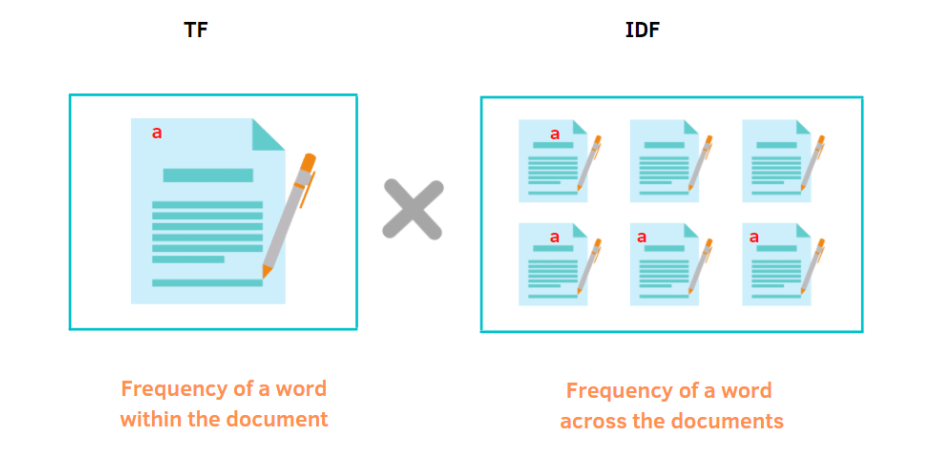 TF
IDF
a
a
a
a
a
Frequency of a word
within the document
Frequency of a word
across the documents